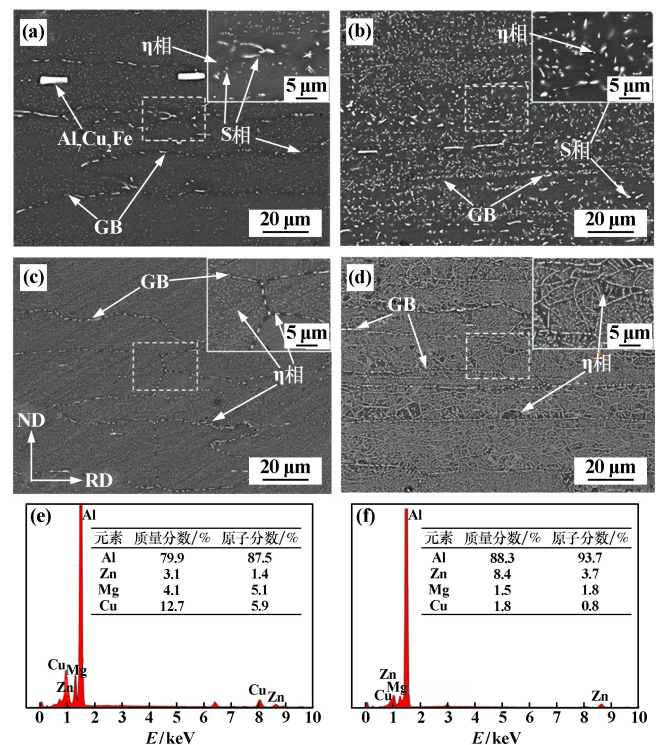 (a)
η相
5 μm
Al7Cu2Fe
S相
GB
20 μm
(b)
η相
5 μm
S相
GB
20 μm
(c)
GB
5 μm
η相
ND
RD
20 μm
(d)
GB
5 μm
η相
20 μm
(e)
Al
元素 质量分数/% 原子分数/%
Al 79.9 87.5
Zn 3.1 1.4
Mg 4.1 5.1
Cu 12.7 5.9
Cu
Mg
Zn
Cu
Zn
0 1 2 4 6 8 10
E/keV
(f)
Al
元素 质量分数/% 原子分数/%
Al 88.3 93.7
Zn 8.4 3.7
Mg 1.5 1.8
Cu 1.8 0.8
Zn
Mg
Cu
Zn
0 1 2 3 4 5 6 7 8 9 10
E/keV